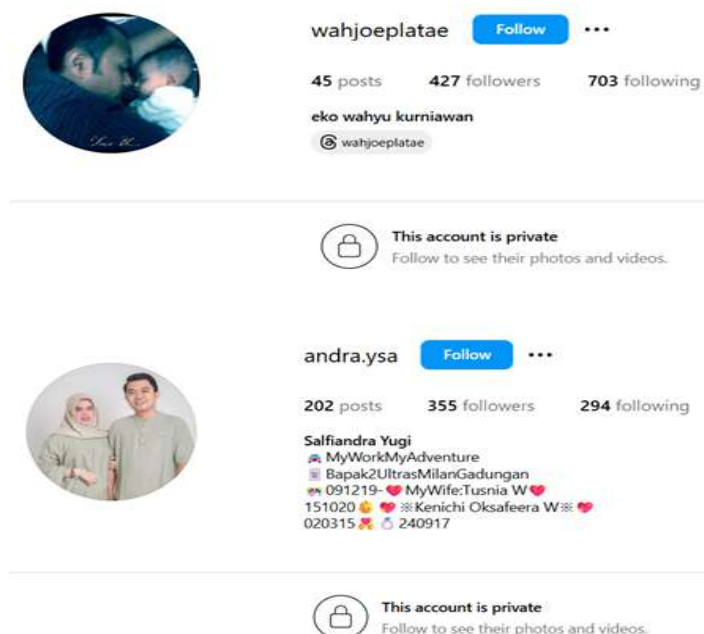 wahjoeplatae Follow
45 posts 427 followers 703 following
eko wahyu kurniawan
wahjoeplatae
This account is private
Follow to see their photos and videos.
andra.ysa Follow
202 posts 355 followers 294 following
Salfiandra Yugi
MyWorkMyAdventure
Bapak2UltrasMilanGadungan
091219-❤️MyWife:Tusnia W❤️
151020👶 ❤️※Kenichi Oksafeera W※❤️
020315💑 💍240917
This account is private
Follow to see their photos and videos.